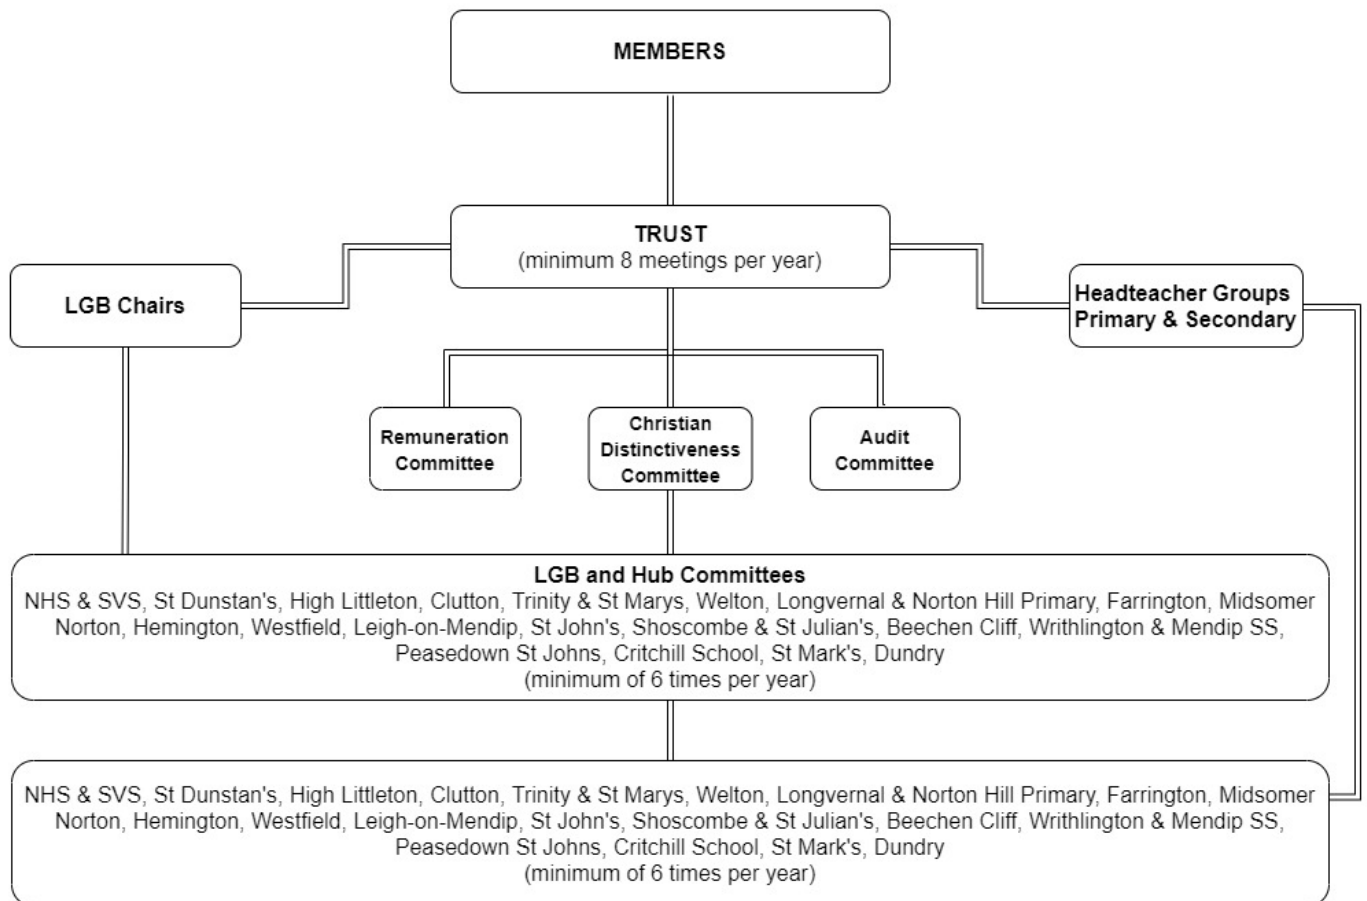 MEMBERS
TRUST
(minimum 8 meetings per year)
LGB Chairs
Headteacher Groups
Primary & Secondary
Remuneration
Committee
Christian
Distinctiveness
Committee
Audit
Committee
LGB and Hub Committees
NHS & SVS, St Dunstan's, High Littleton, Clutton, Trinity & St Marys, Welton, Longvernal & Norton Hill Primary, Farrington, Midsomer
Norton, Hemington, Westfield, Leigh-on-Mendip, St John's, Shoscombe & St Julian's, Beechen Cliff, Writhlington & Mendip SS,
Peasedown St Johns, Critchill School, St Mark's, Dundry
(minimum of 6 times per year)
NHS & SVS, St Dunstan's, High Littleton, Clutton, Trinity & St Marys, Welton, Longvernal & Norton Hill Primary, Farrington, Midsomer
Norton, Hemington, Westfield, Leigh-on-Mendip, St John's, Shoscombe & St Julian's, Beechen Cliff, Writhlington & Mendip SS,
Peasedown St Johns, Critchill School, St Mark's, Dundry
(minimum of 6 times per year)